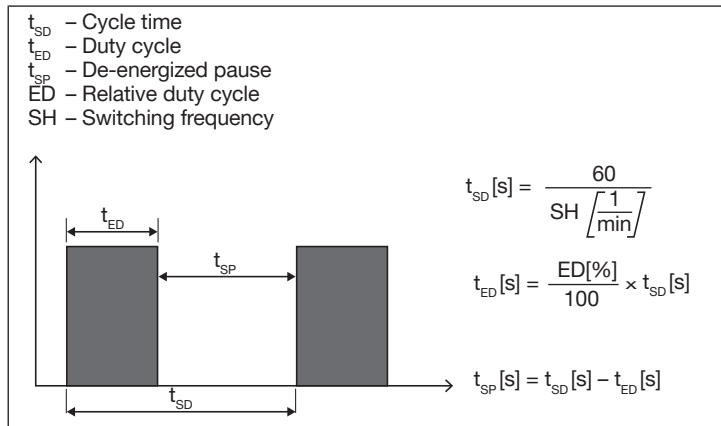 t_SD – Cycle time
t_ED – Duty cycle
t_SP – De-energized pause
ED – Relative duty cycle
SH – Switching frequency
t_SD[s] = 60 / SH [1/min]
t_ED
t_SP
t_ED[s] = ED[%] / 100 × t_SD[s]
t_SP[s] = t_SD[s] – t_ED[s]
t_SD